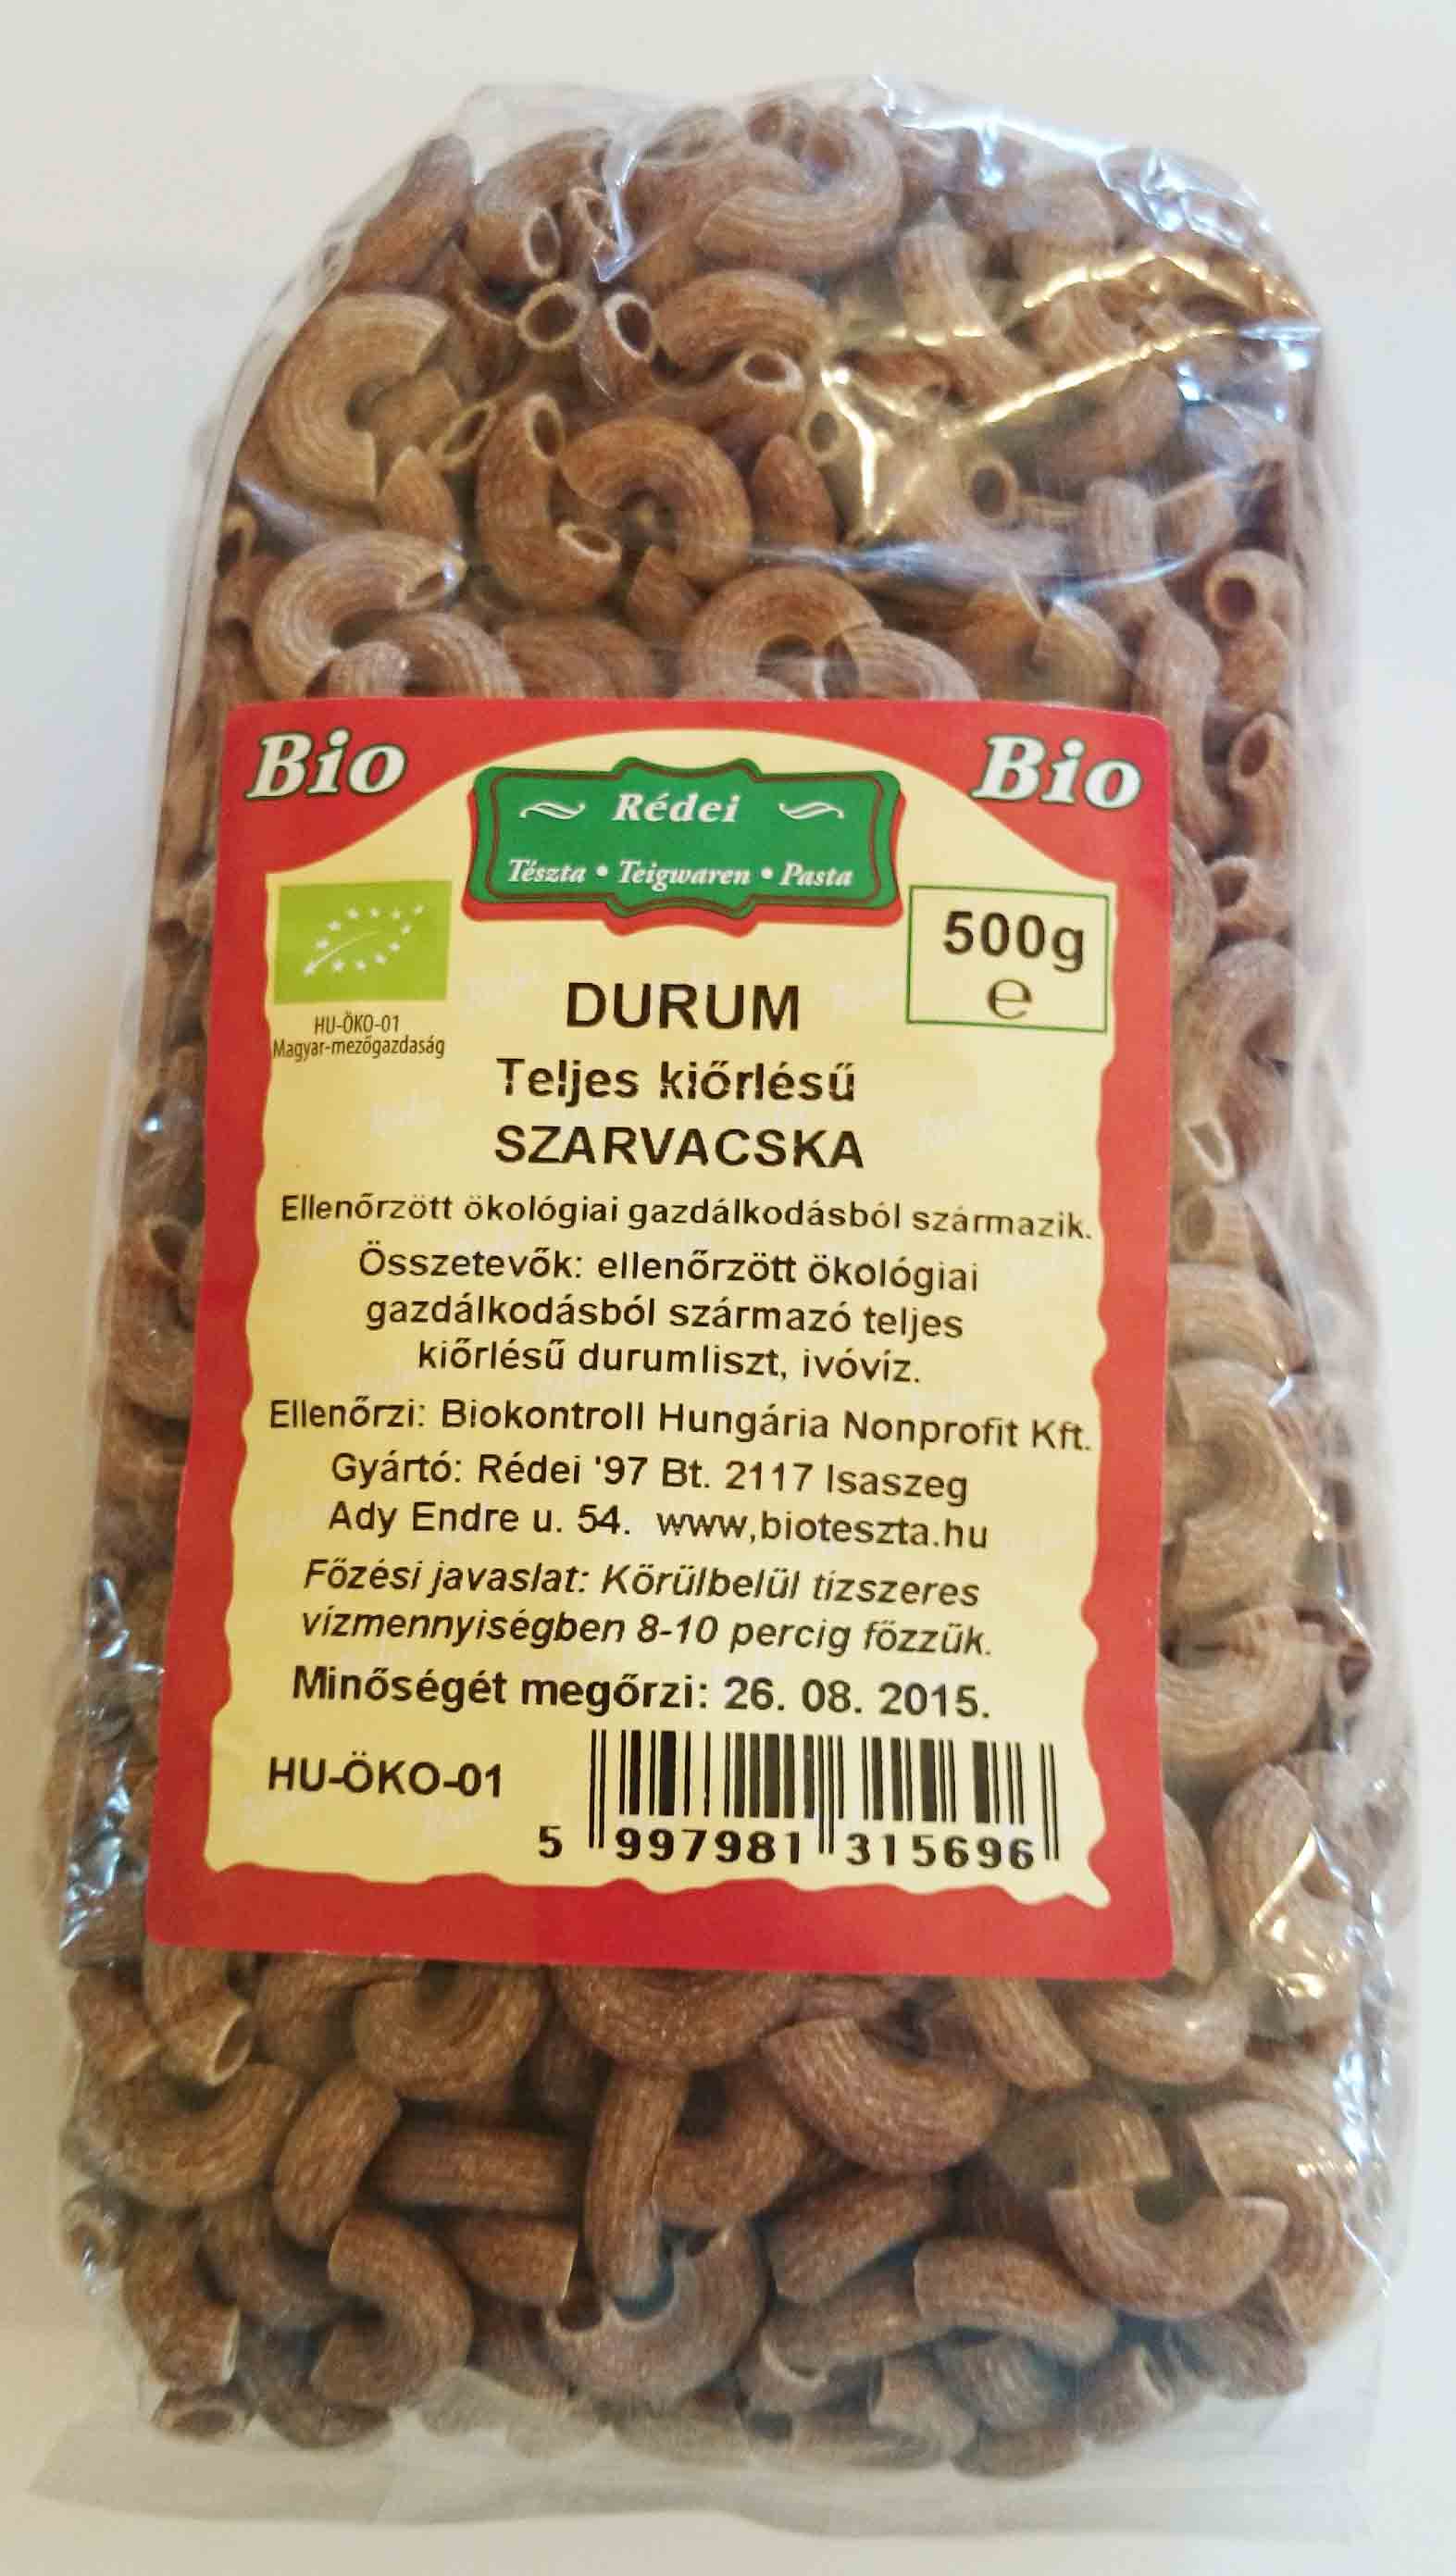 Bio
Bio
Rédei
Tészta • Teigwaren • Pasta
500g
e
HU-ÖKO-01
Magyar-mezőgazdaság
DURUM
Teljes kiőrlésű
SZARVACSKA
Ellenőrzött ökológiai gazdálkodásból származik.
Összetevők: ellenőrzött ökológiai
gazdálkodásból származó teljes
kiőrlésű durumliszt, ivóvíz.
Ellenőrzi: Biokontroll Hungária Nonprofit Kft.
Gyártó: Rédei '97 Bt. 2117 Isaszeg
Ady Endre u. 54. www.bioteszta.hu
Főzési javaslat: Körülbelül tízszeres
vízmennyiségben 8-10 percig főzzük.
Minőségét megőrzi: 26. 08. 2015.
HU-ÖKO-01
5 997981 315696